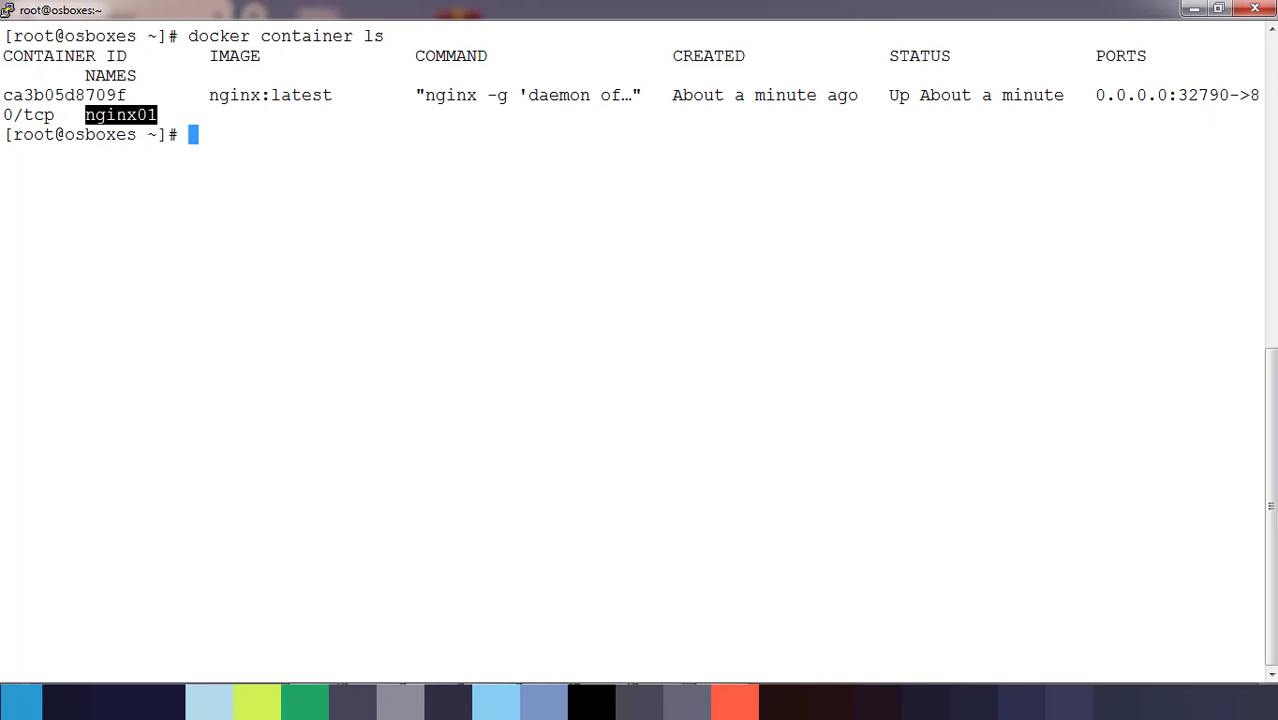 root@osboxes:~
[root@osboxes ~]# docker container ls
CONTAINER ID        IMAGE               COMMAND                  CREATED              STATUS              PORTS
        NAMES
ca3b05d8709f        nginx:latest        "nginx -g 'daemon of…"   About a minute ago   Up About a minute   0.0.0.0:32790->8
0/tcp   nginx01
[root@osboxes ~]#